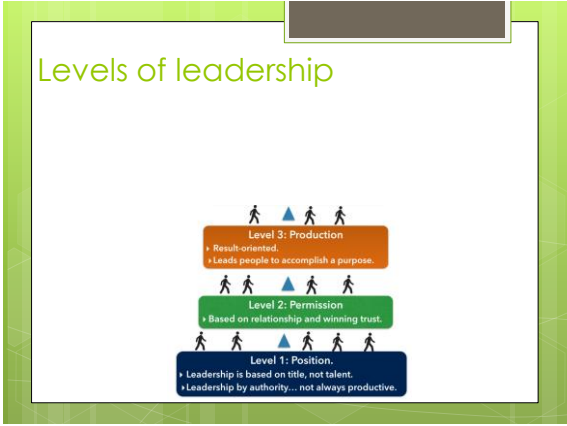 Levels of leadership
Level 3: Production
Result-oriented.
Leads people to accomplish a purpose.
Level 2: Permission
Based on relationship and winning trust.
Level 1: Position.
Leadership is based on title, not talent.
Leadership by authority... not always productive.